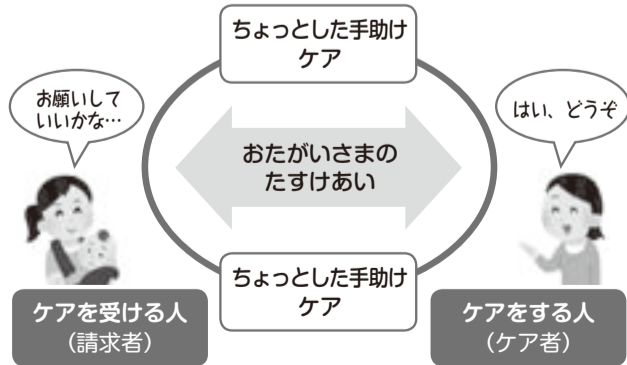 ちょっとした手助け
ケア
お願いして
いいかな…
はい、どうぞ
おたがいさまの
たすけあい
ちょっとした手助け
ケア
ケアを受ける人
（請求者）
ケアをする人
（ケア者）